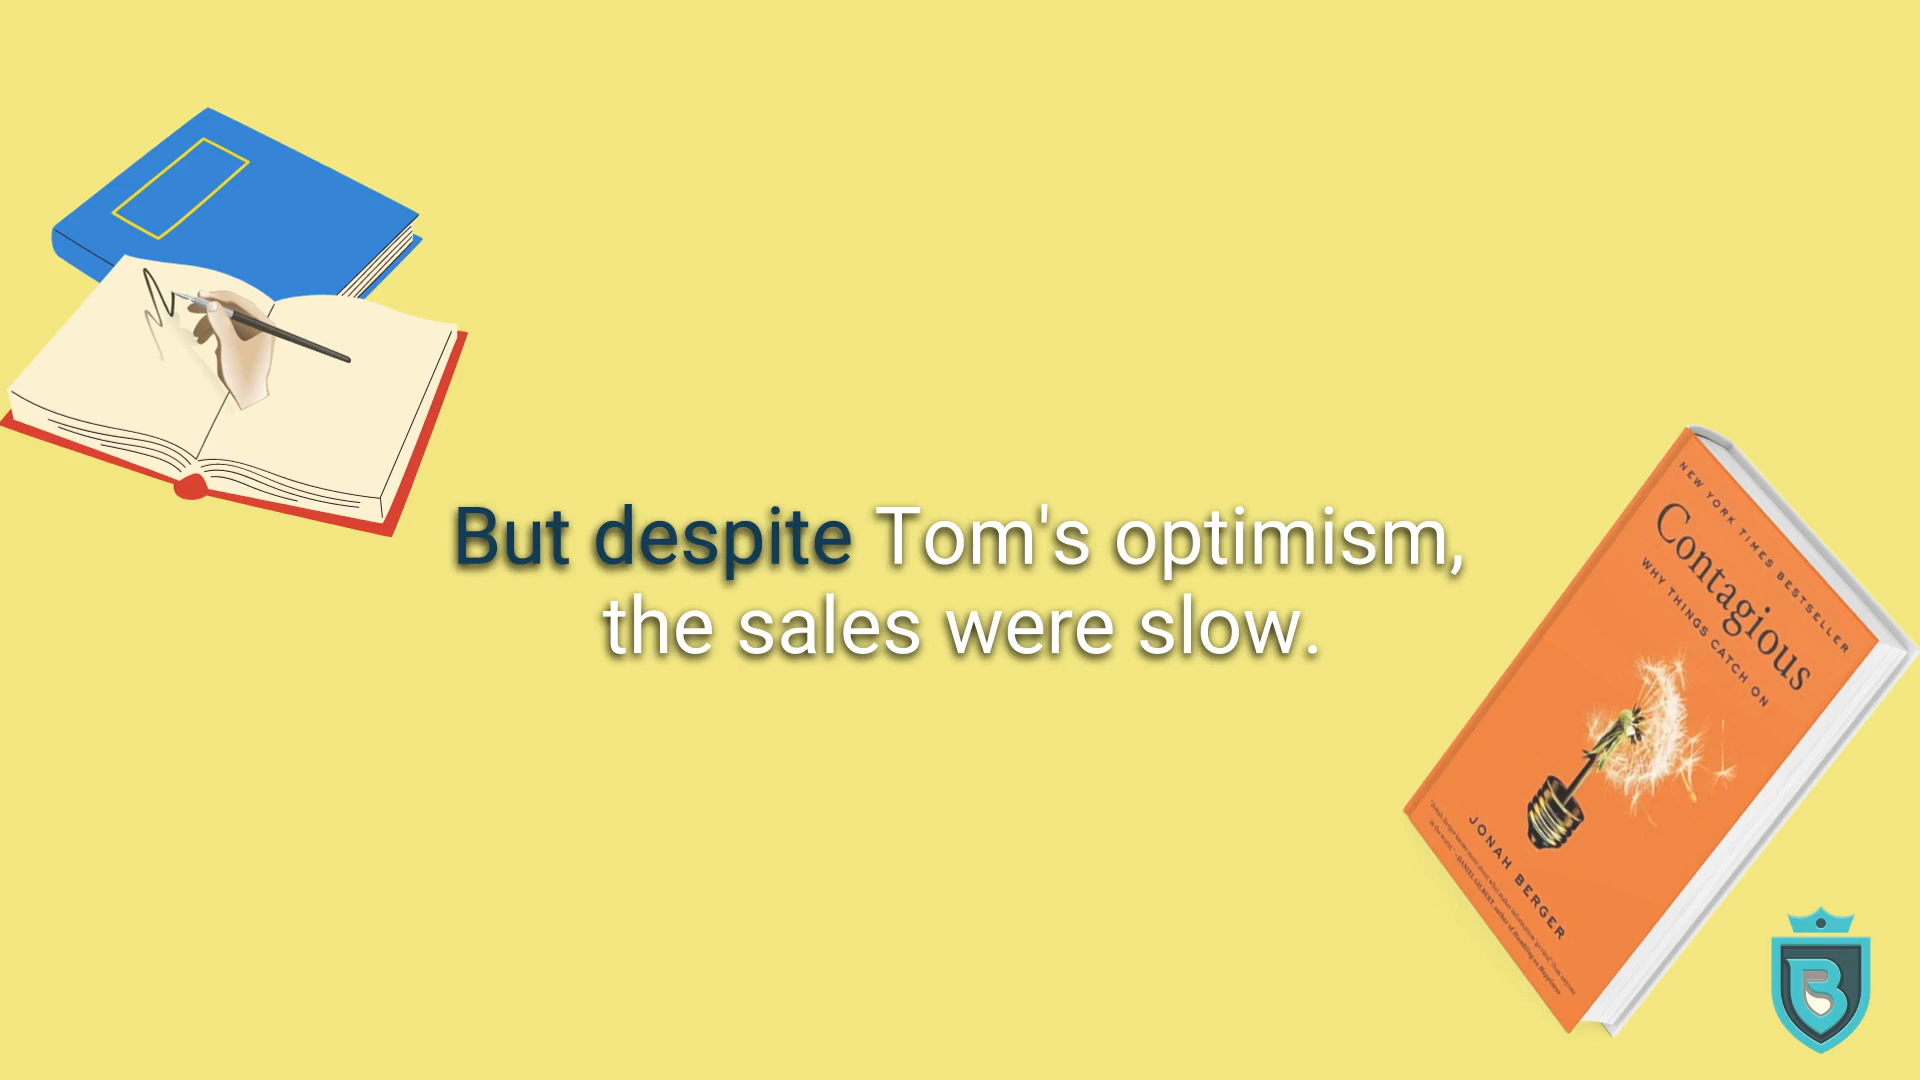 But despite Tom's optimism,
the sales were slow.
NEW YORK TIMES BESTSELLER
Contagious
WHY THINGS CATCH ON
JONAH BERGER